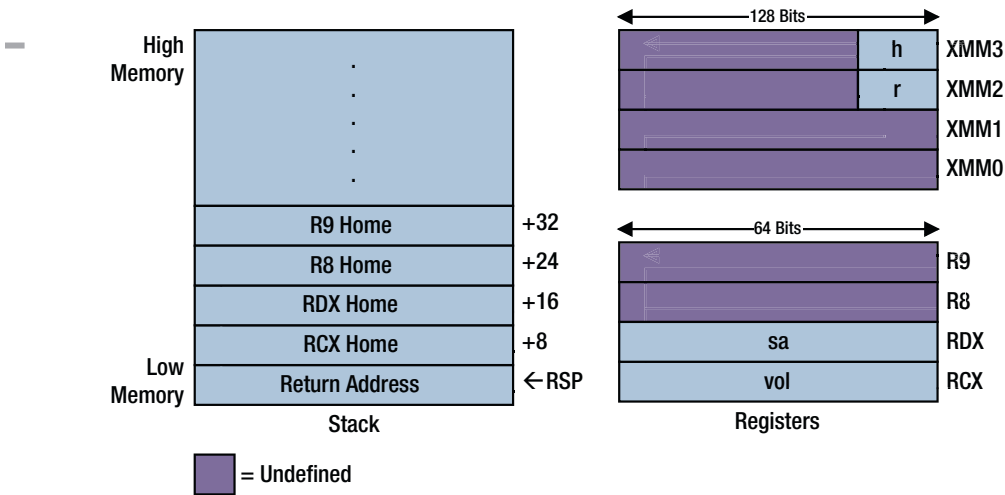 High
Memory
.
.
.
.
.
R9 Home
+32
R8 Home
+24
RDX Home
+16
RCX Home
+8
Low
Memory
Return Address
←RSP
Stack
= Undefined
128 Bits
h
XMM3
r
XMM2
XMM1
XMM0
64 Bits
R9
R8
sa
RDX
vol
RCX
Registers